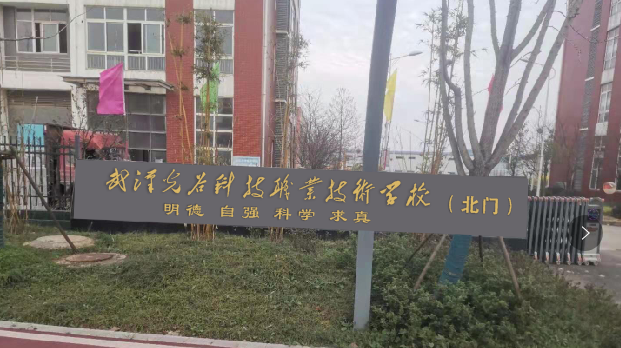 武汉光谷科技职业技术学校（北门）
明德 自强 科学 求真